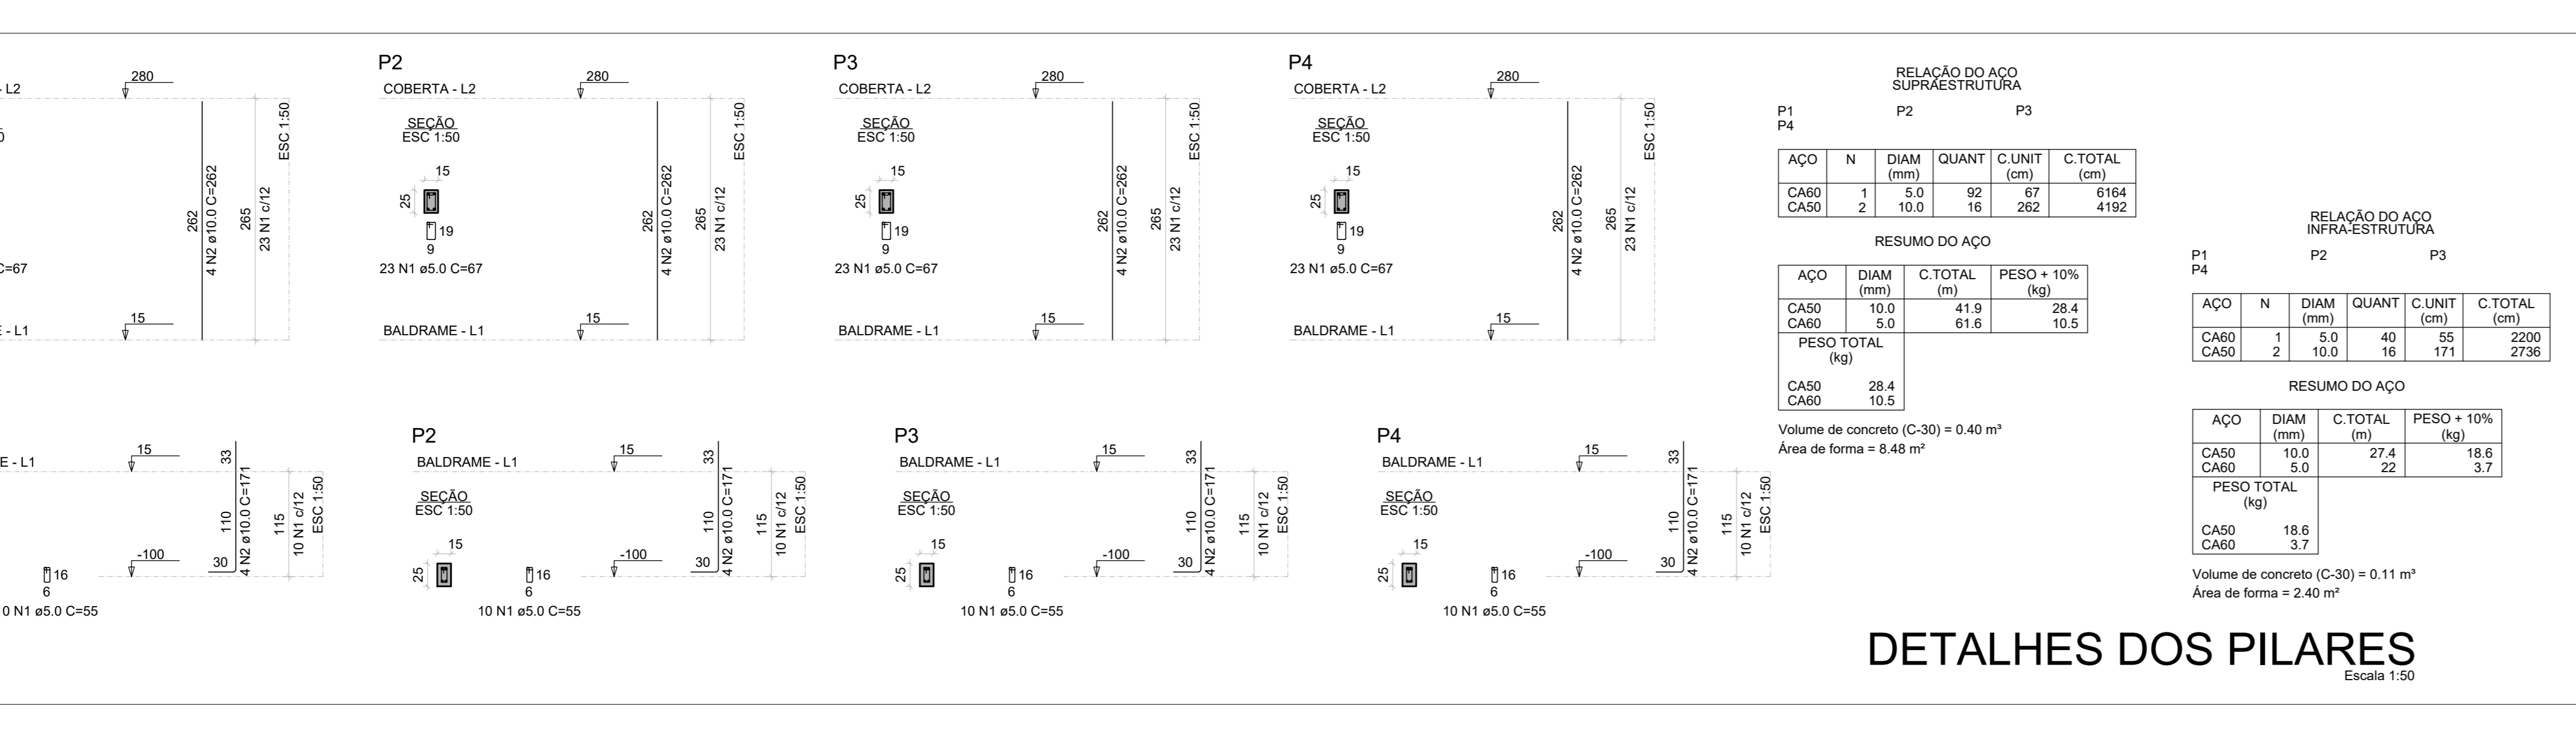 - L2
280
ESC 1:50
262
4 N2 ø10.0 C=262
265
23 N1 c/12
C=67
15
E - L1
P2
COBERTA - L2
280
SEÇÃO
ESC 1:50
15
25
19
9
23 N1 ø5.0 C=67
262
4 N2 ø10.0 C=262
265
23 N1 c/12
ESC 1:50
BALDRAME - L1
15
P3
COBERTA - L2
280
SEÇÃO
ESC 1:50
15
25
19
9
23 N1 ø5.0 C=67
262
4 N2 ø10.0 C=262
265
23 N1 c/12
ESC 1:50
BALDRAME - L1
15
P4
COBERTA - L2
280
SEÇÃO
ESC 1:50
15
25
19
9
23 N1 ø5.0 C=67
262
4 N2 ø10.0 C=262
265
23 N1 c/12
ESC 1:50
BALDRAME - L1
15
E - L1
15
33
110
30
4 N2 ø10.0 C=171
115
10 N1 c/12
ESC 1:50
-100
16
6
0 N1 ø5.0 C=55
P2
BALDRAME - L1
15
SEÇÃO
ESC 1:50
15
25
16
6
10 N1 ø5.0 C=55
-100
33
110
30
4 N2 ø10.0 C=171
115
10 N1 c/12
ESC 1:50
P3
BALDRAME - L1
15
SEÇÃO
ESC 1:50
15
25
16
6
10 N1 ø5.0 C=55
-100
33
110
30
4 N2 ø10.0 C=171
115
10 N1 c/12
ESC 1:50
P4
BALDRAME - L1
15
SEÇÃO
ESC 1:50
15
25
16
6
10 N1 ø5.0 C=55
-100
33
110
30
4 N2 ø10.0 C=171
115
10 N1 c/12
ESC 1:50
RELAÇÃO DO AÇO
SUPRAESTRUTURA
P1 P2 P3
P4
AÇO N DIAM QUANT C.UNIT C.TOTAL
(mm) (cm) (cm)
CA60 1 5.0 92 67 6164
CA50 2 10.0 16 262 4192
RESUMO DO AÇO
AÇO DIAM C.TOTAL PESO + 10%
(mm) (m) (kg)
CA50 10.0 41.9 28.4
CA60 5.0 61.6 10.5
PESO TOTAL
(kg)
CA50 28.4
CA60 10.5
Volume de concreto (C-30) = 0.40 m³
Área de forma = 8.48 m²
RELAÇÃO DO AÇO
INFRA-ESTRUTURA
P1 P2 P3
P4
AÇO N DIAM QUANT C.UNIT C.TOTAL
(mm) (cm) (cm)
CA60 1 5.0 40 55 2200
CA50 2 10.0 16 171 2736
RESUMO DO AÇO
AÇO DIAM C.TOTAL PESO + 10%
(mm) (m) (kg)
CA50 10.0 27.4 18.6
CA60 5.0 22 3.7
PESO TOTAL
(kg)
CA50 18.6
CA60 3.7
Volume de concreto (C-30) = 0.11 m³
Área de forma = 2.40 m²
DETALHES DOS PILARES
Escala 1:50